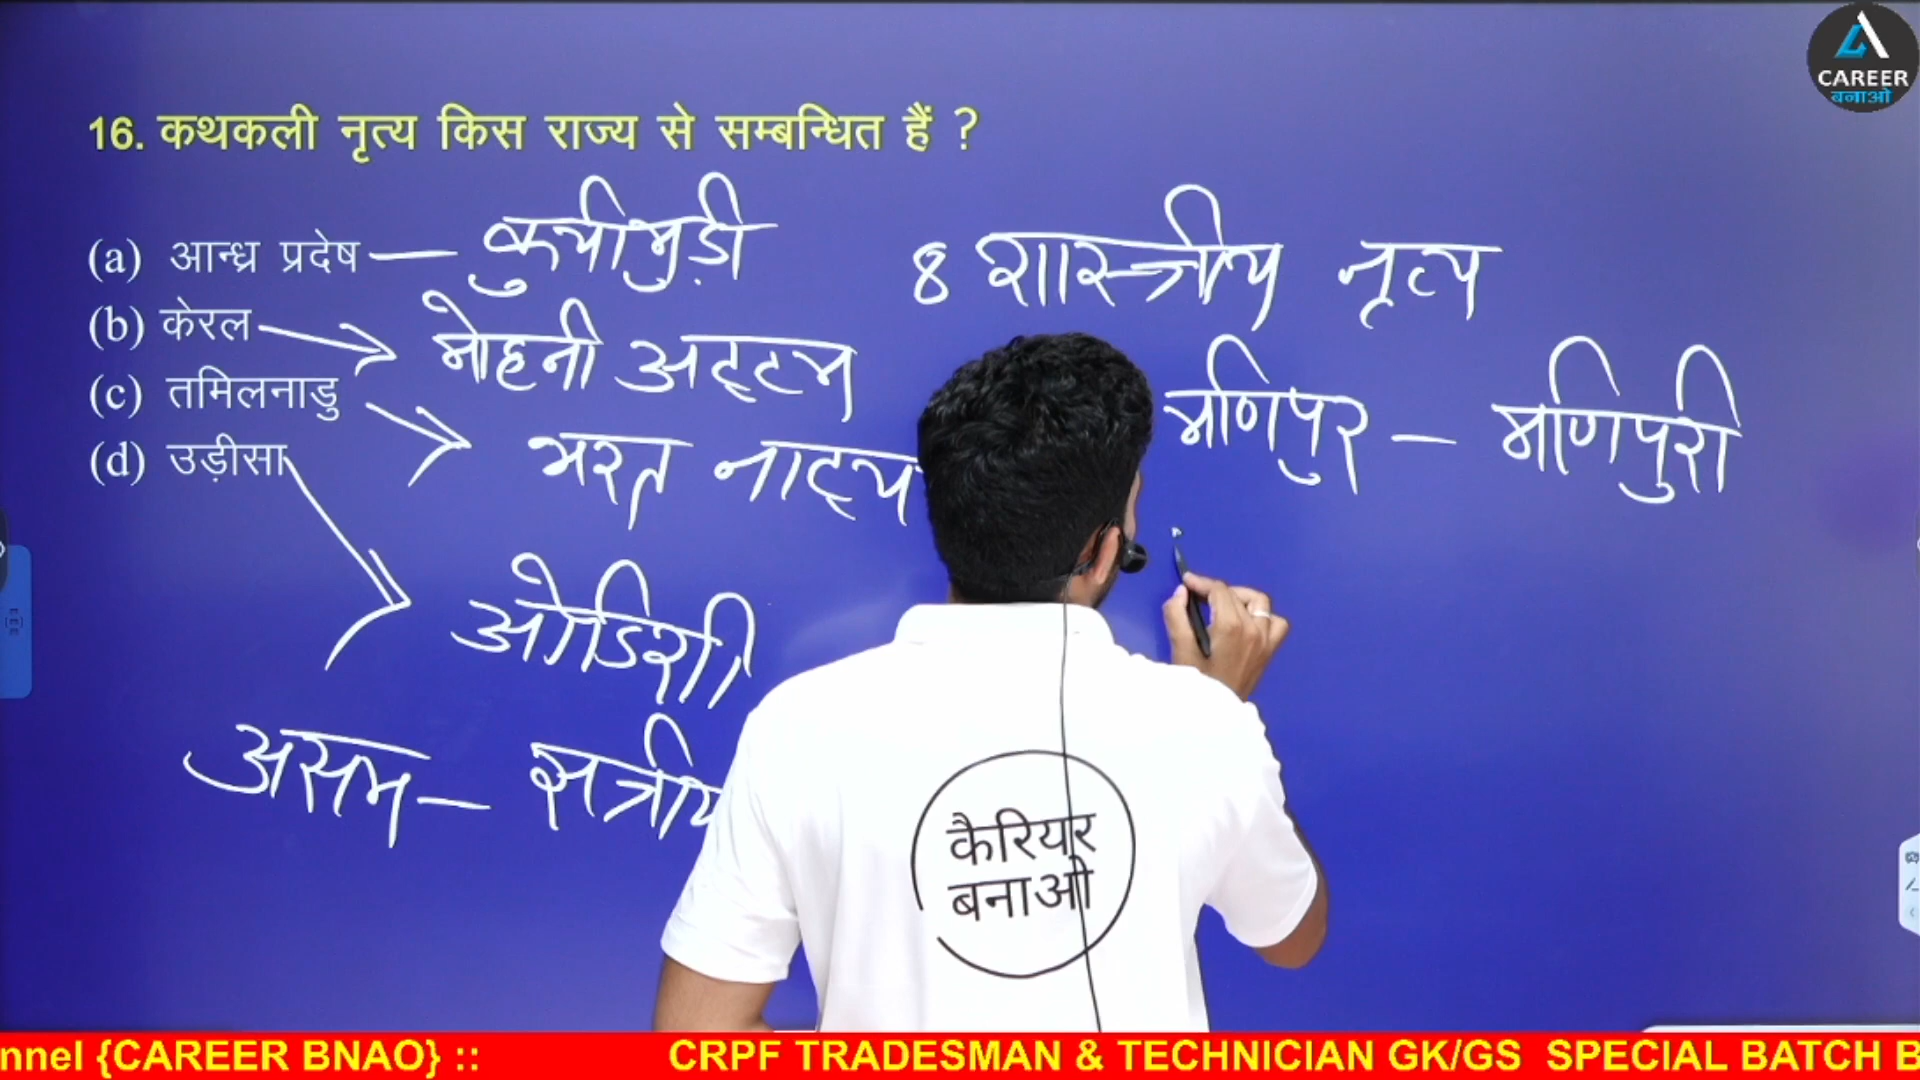 CAREER
बनाओ
16. कथकली नृत्य किस राज्य से सम्बन्धित हैं ?
(a) आन्ध्र प्रदेष — कुचीपुड़ी
(b) केरल → मोहनी अट्टम
(c) तमिलनाडु → भरत नाट्य
(d) उड़ीसा → ओडिशी
असम — सत्रीय
8 शास्त्रीय नृत्य
मणिपुर — मणिपुरी
कैरियर
बनाओ
nnel {CAREER BNAO} :: CRPF TRADESMAN & TECHNICIAN GK/GS SPECIAL BATCH B